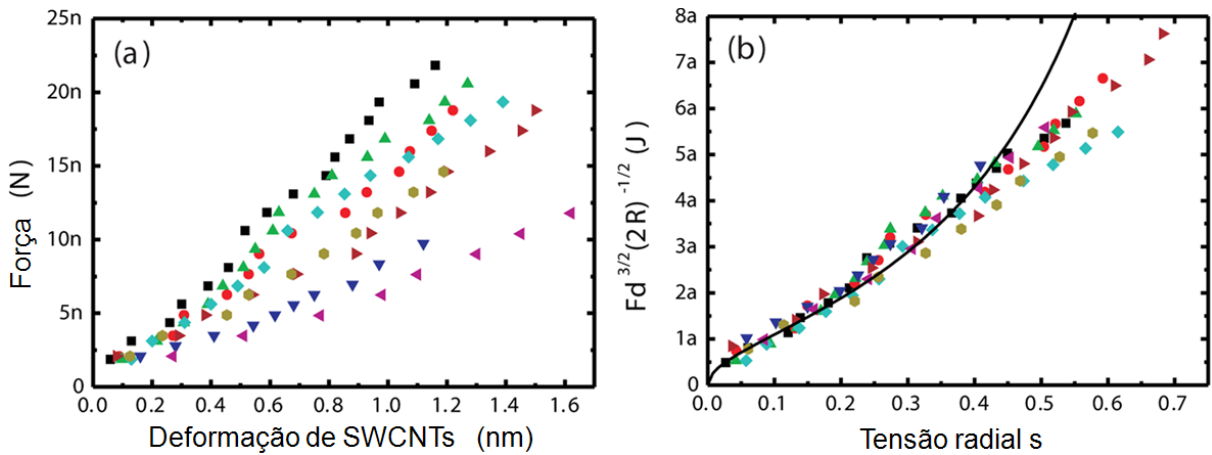 (a)
25n
20n
15n
10n
5n
0
Força (N)
0.0 0.2 0.4 0.6 0.8 1.0 1.2 1.4 1.6
Deformação de SWCNTs (nm)
(b)
8a
7a
6a
5a
4a
3a
2a
1a
0
Fd 3/2 (2R) -1/2 (J)
0.0 0.1 0.2 0.3 0.4 0.5 0.6 0.7
Tensão radial s